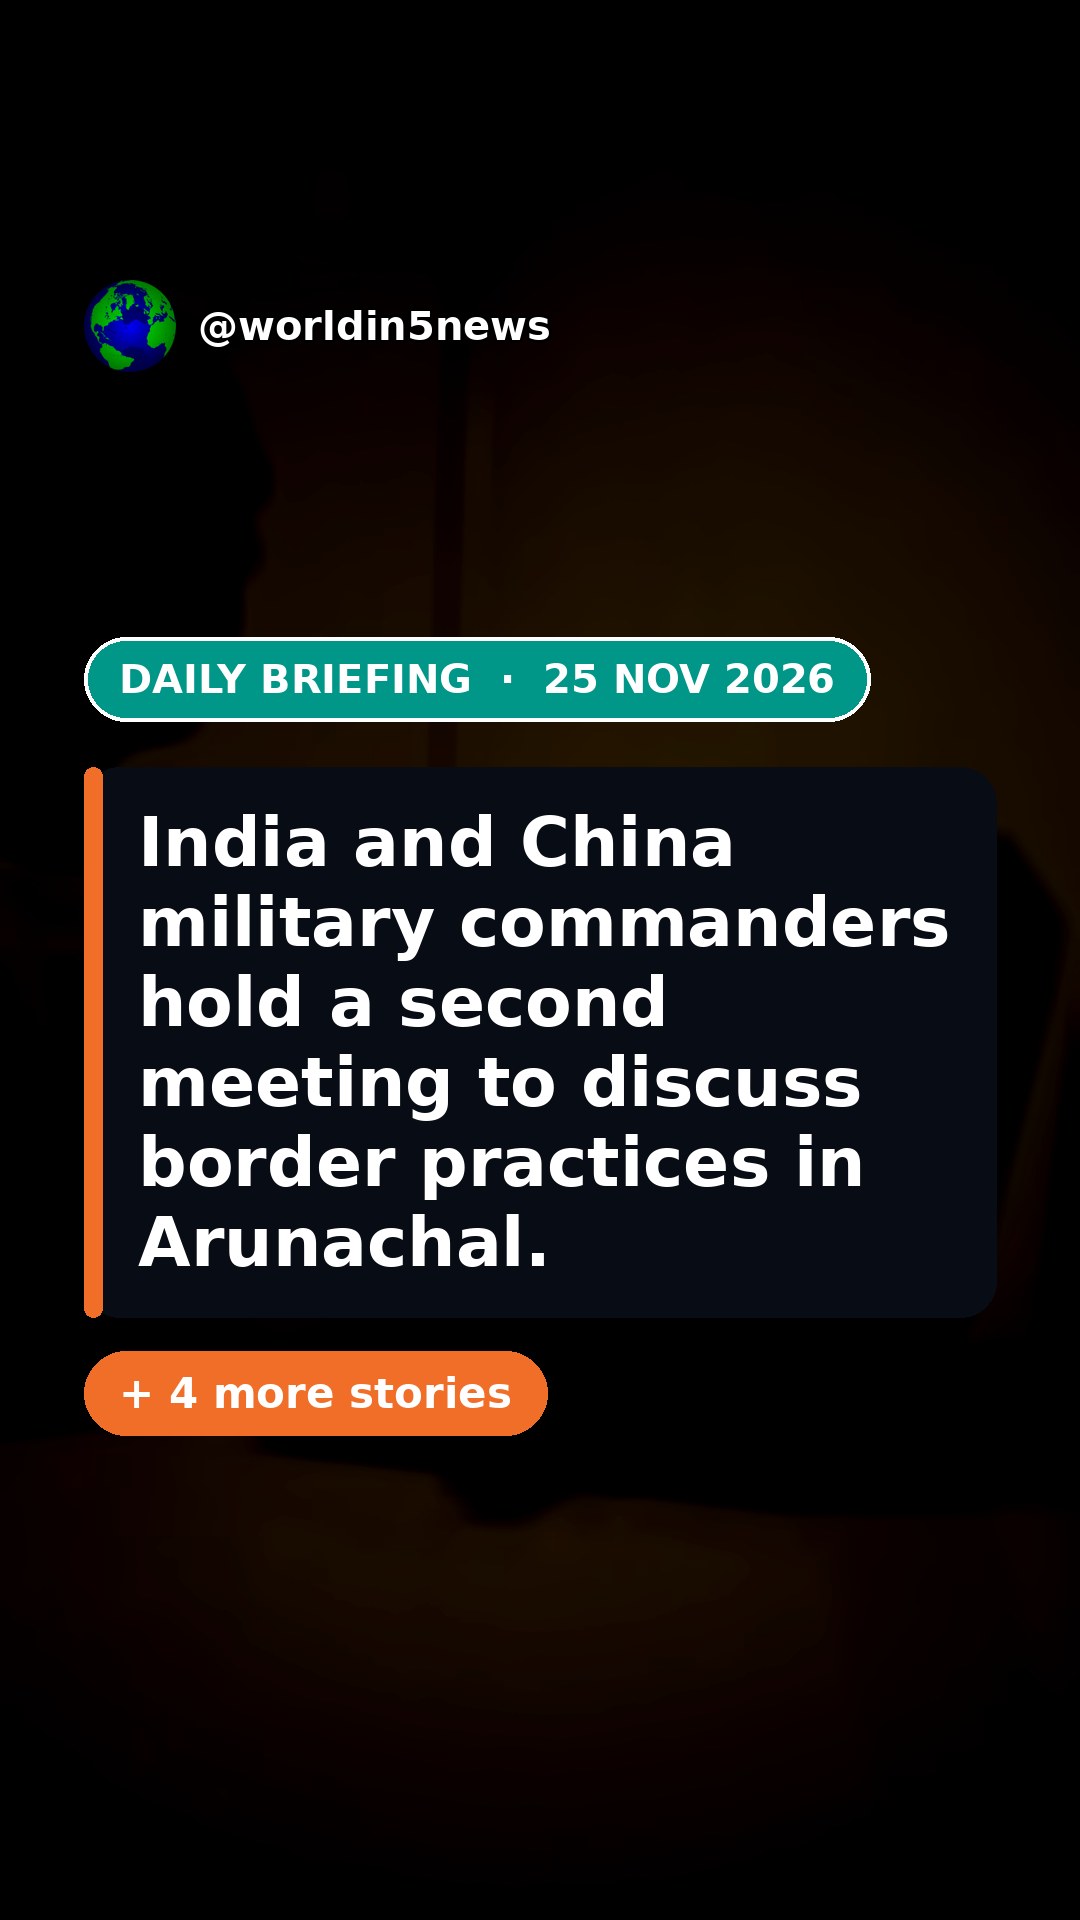 @worldin5news
DAILY BRIEFING · 25 NOV 2026
India and China
military commanders
hold a second
meeting to discuss
border practices in
Arunachal.
+ 4 more stories